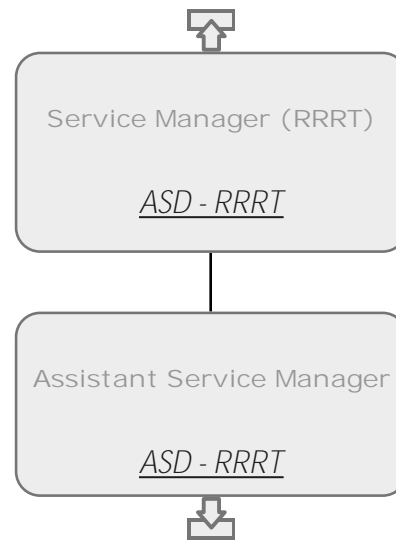 Service Manager (RRRT)
ASD - RRRT
Assistant Service Manager
ASD - RRRT